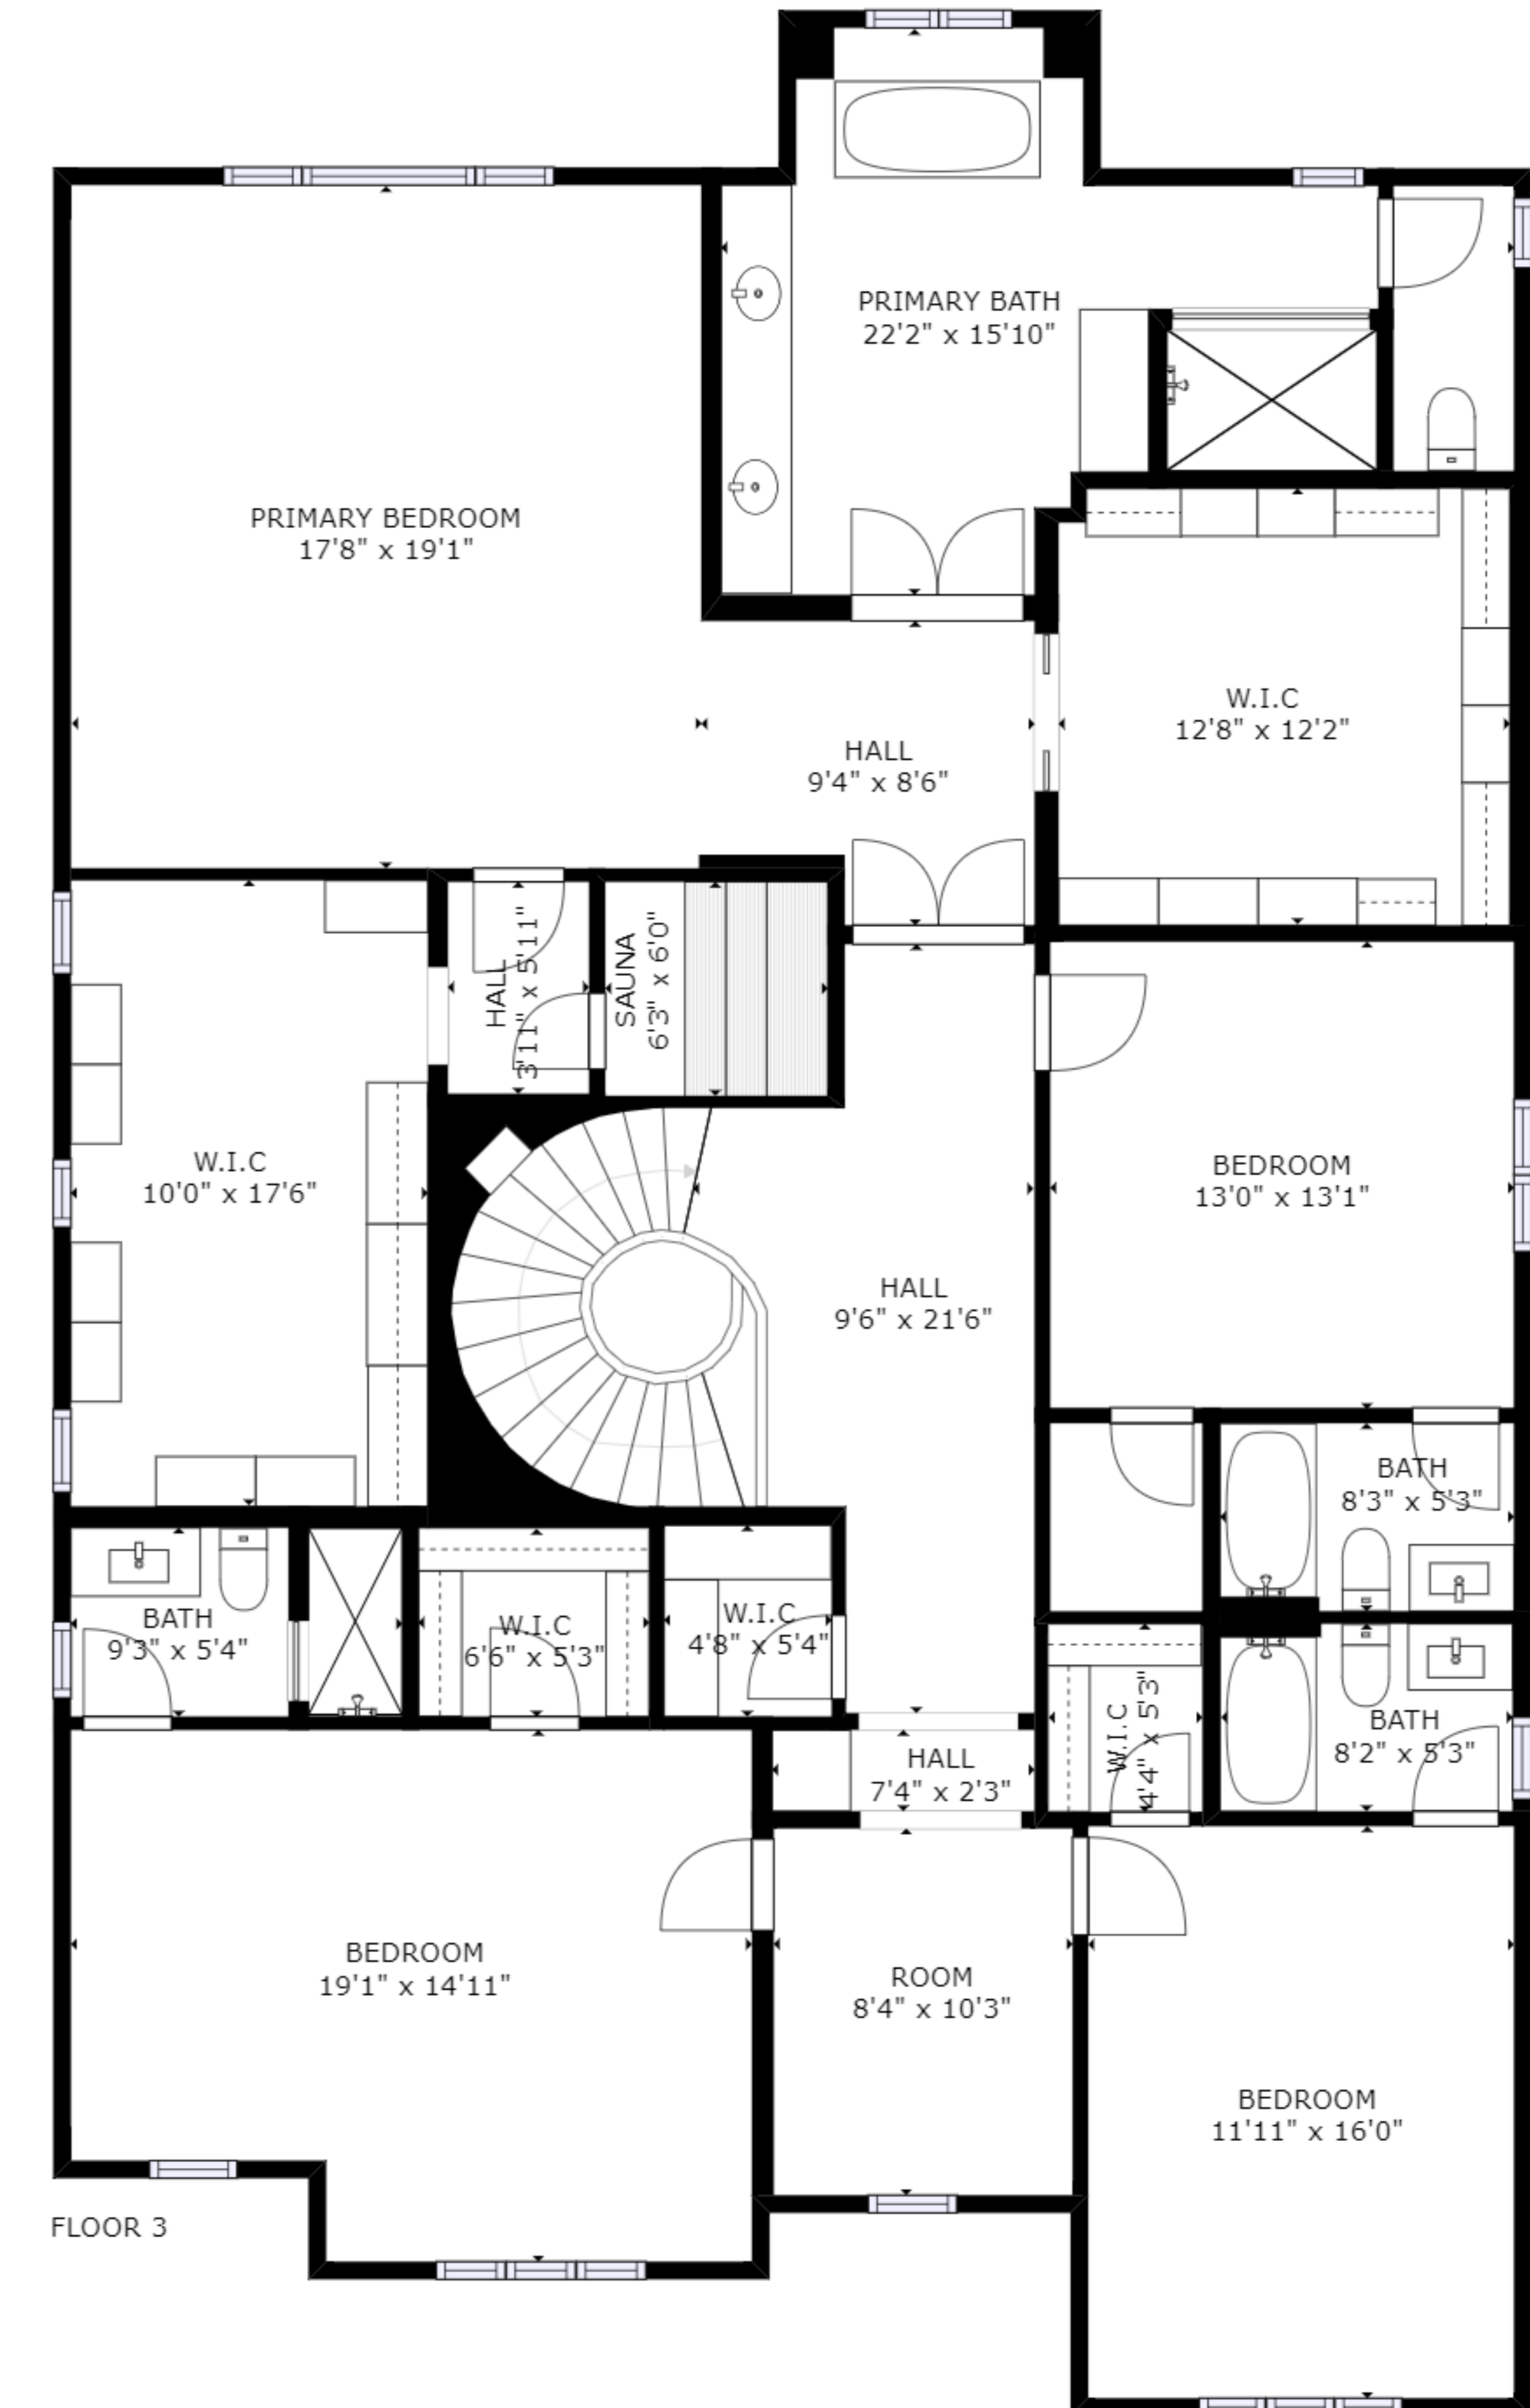 PRIMARY BATH
22'2" x 15'10"
PRIMARY BEDROOM
17'8" x 19'1"
W.I.C
12'8" x 12'2"
HALL
9'4" x 8'6"
HALL
3'11" x 5'11"
SAUNA
6'3" x 6'0"
W.I.C
10'0" x 17'6"
BEDROOM
13'0" x 13'1"
HALL
9'6" x 21'6"
BATH
8'3" x 5'3"
BATH
9'3" x 5'4"
W.I.C
6'6" x 5'3"
W.I.C
4'8" x 5'4"
W.I.C
4'4" x 5'3"
BATH
8'2" x 5'3"
HALL
7'4" x 2'3"
BEDROOM
19'1" x 14'11"
ROOM
8'4" x 10'3"
BEDROOM
11'11" x 16'0"
FLOOR 3